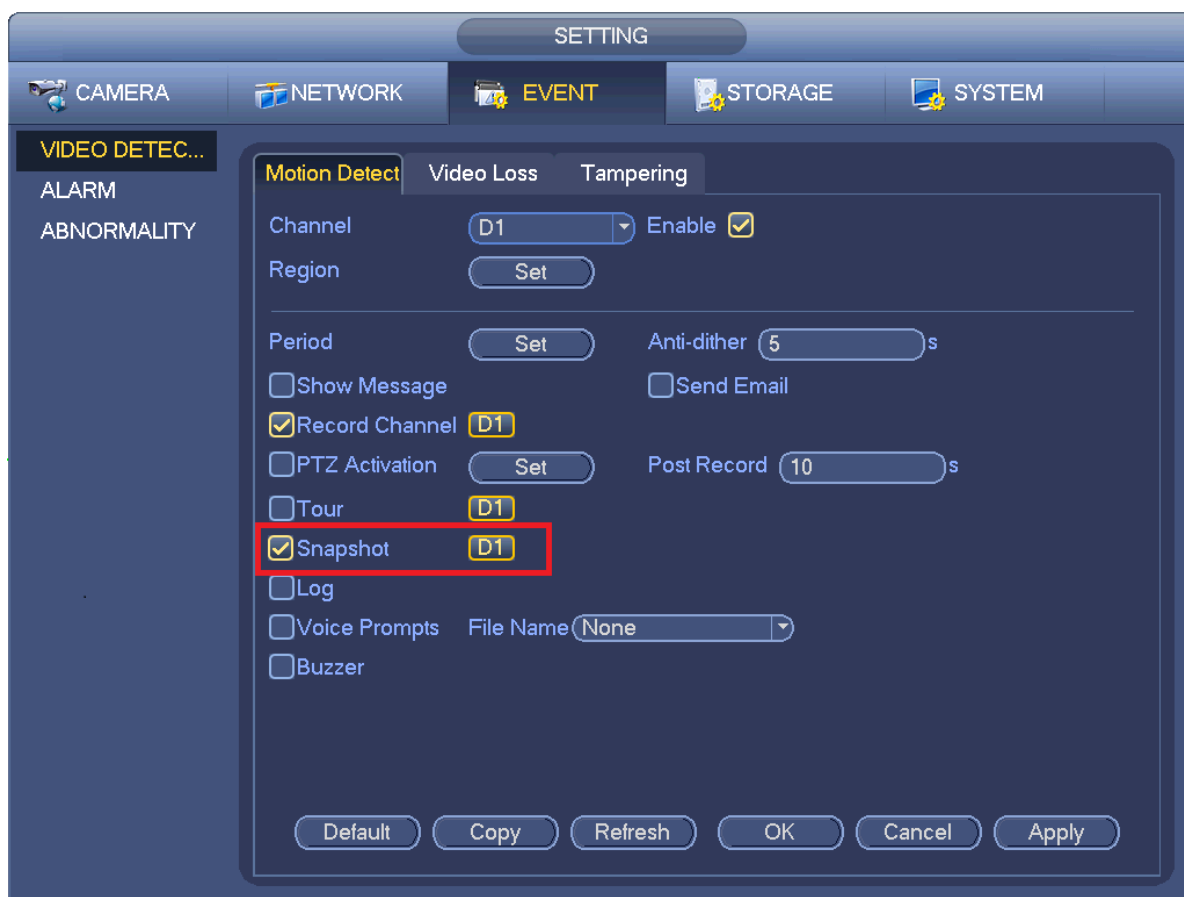 SETTING
CAMERA NETWORK EVENT STORAGE SYSTEM
VIDEO DETEC...
ALARM
ABNORMALITY
Motion Detect Video Loss Tampering
Channel D1 Enable
Region Set
Period Set Anti-dither 5 s
Show Message Send Email
Record Channel D1
PTZ Activation Set Post Record 10 s
Tour D1
Snapshot D1
Log
Voice Prompts File Name None
Buzzer
Default Copy Refresh OK Cancel Apply